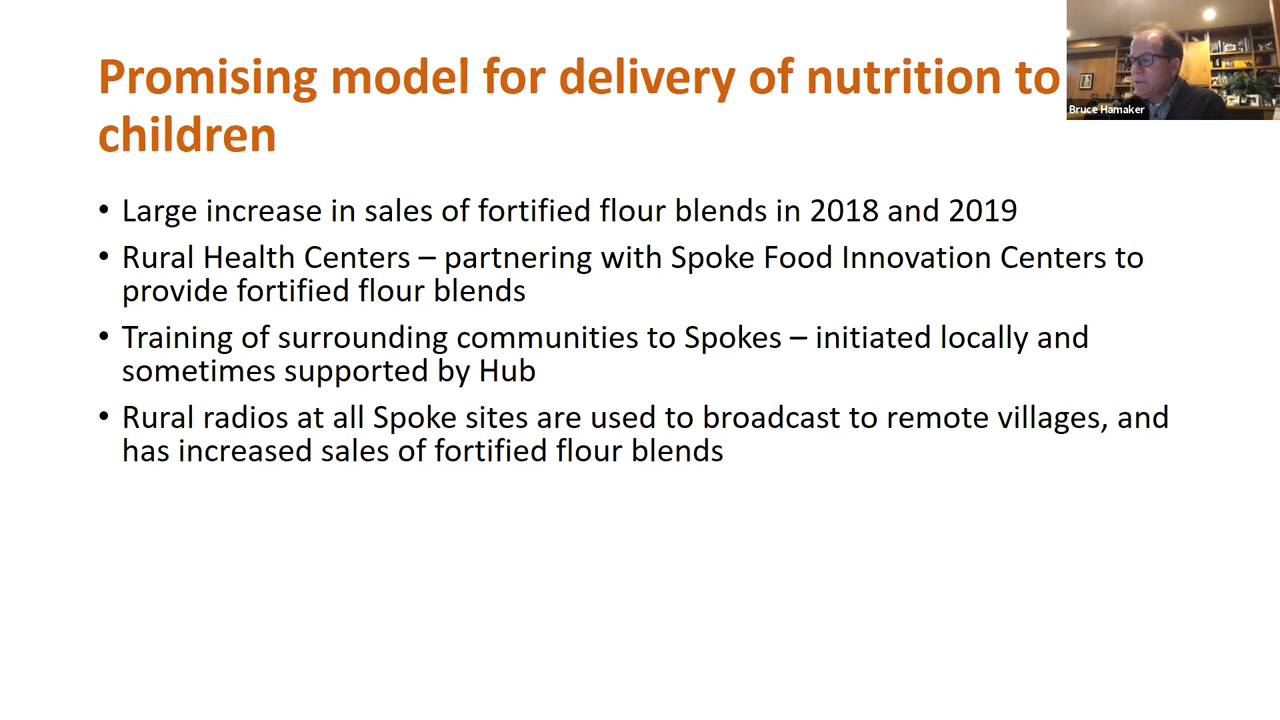 Promising model for delivery of nutrition to
children
Bruce Hamaker
• Large increase in sales of fortified flour blends in 2018 and 2019
• Rural Health Centers – partnering with Spoke Food Innovation Centers to
provide fortified flour blends
• Training of surrounding communities to Spokes – initiated locally and
sometimes supported by Hub
• Rural radios at all Spoke sites are used to broadcast to remote villages, and
has increased sales of fortified flour blends